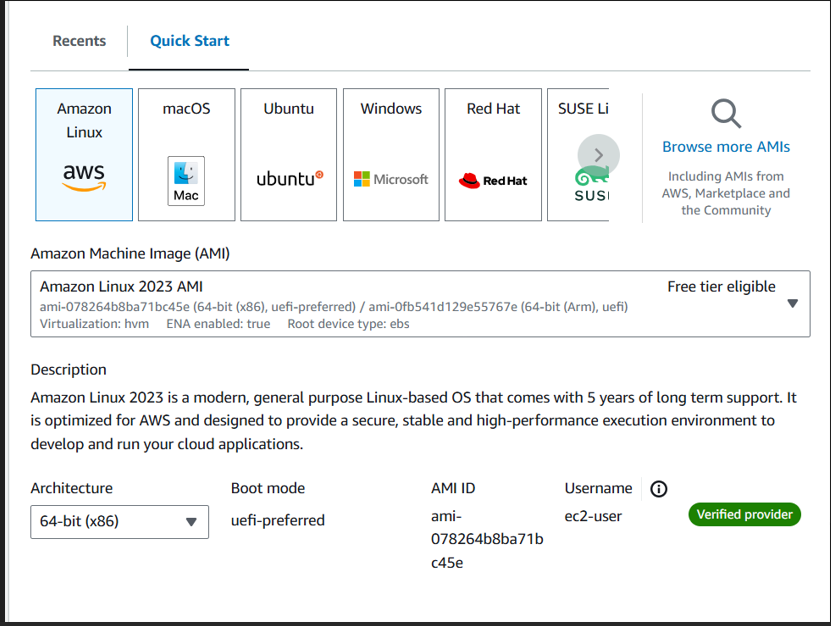 Recents
Quick Start
Amazon
Linux
aws
macOS
Mac
Ubuntu
ubuntu
Windows
Microsoft
Red Hat
Red Hat
SUSE Li
SUS
Browse more AMIs
Including AMIs from
AWS, Marketplace and
the Community
Amazon Machine Image (AMI)
Amazon Linux 2023 AMI
Free tier eligible
ami-078264b8ba71bc45e (64-bit (x86), uefi-preferred) / ami-0fb541d129e55767e (64-bit (Arm), uefi)
Virtualization: hvm ENA enabled: true Root device type: ebs
Description
Amazon Linux 2023 is a modern, general purpose Linux-based OS that comes with 5 years of long term support. It
is optimized for AWS and designed to provide a secure, stable and high-performance execution environment to
develop and run your cloud applications.
Architecture
64-bit (x86)
Boot mode
uefi-preferred
AMI ID
ami-
078264b8ba71b
c45e
Username
ec2-user
Verified provider